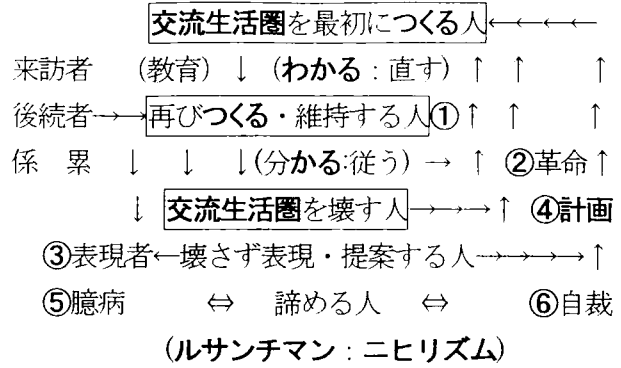 交流生活圏を最初につくる人←←←←
来訪者 (教育) ↓ (わかる：直す) ↑ ↑ ↑
後続者→→再びつくる・維持する人① ↑ ↑ ↑
係 累 ↓ ↓ ↓(分かる:従う) → ↑ ②革命↑
↓ 交流生活圏を壊す人→→→↑ ④計画
③表現者←壊さず表現・提案する人→→→→↑
⑤臆病 ⇔ 諦める人 ⇔ ⑥自裁
(ルサンチマン：ニヒリズム)